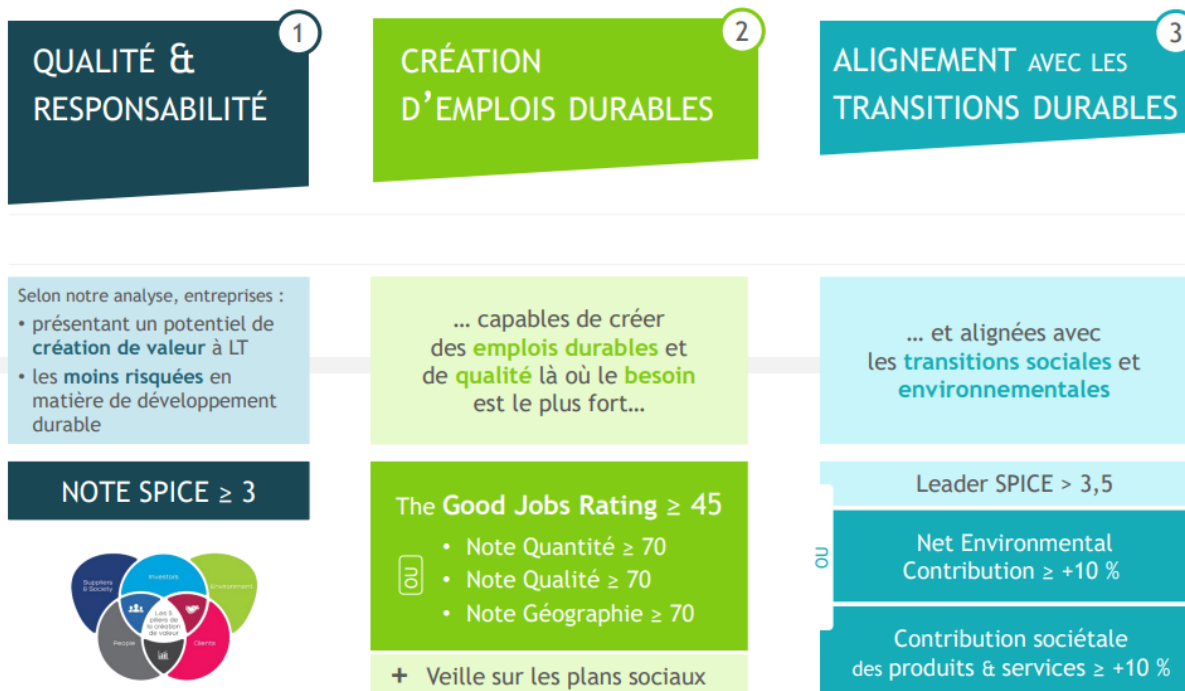 1
QUALITÉ &
RESPONSABILITÉ
2
CRÉATION
D'EMPLOIS DURABLES
3
ALIGNEMENT AVEC LES
TRANSITIONS DURABLES
Selon notre analyse, entreprises :
• présentant un potentiel de
création de valeur à LT
• les moins risquées en
matière de développement
durable
... capables de créer
des emplois durables et
de qualité là où le besoin
est le plus fort...
... et alignées avec
les transitions sociales et
environnementales
NOTE SPICE ≥ 3
Suppliers
& Society
Investors
Environment
Les 5
piliers de
la création
de valeur
People
Clients
The Good Jobs Rating ≥ 45
OU
• Note Quantité ≥ 70
• Note Qualité ≥ 70
• Note Géographie ≥ 70
+ Veille sur les plans sociaux
Leader SPICE > 3,5
OU
Net Environmental
Contribution ≥ +10 %
Contribution sociétale
des produits & services ≥ +10 %